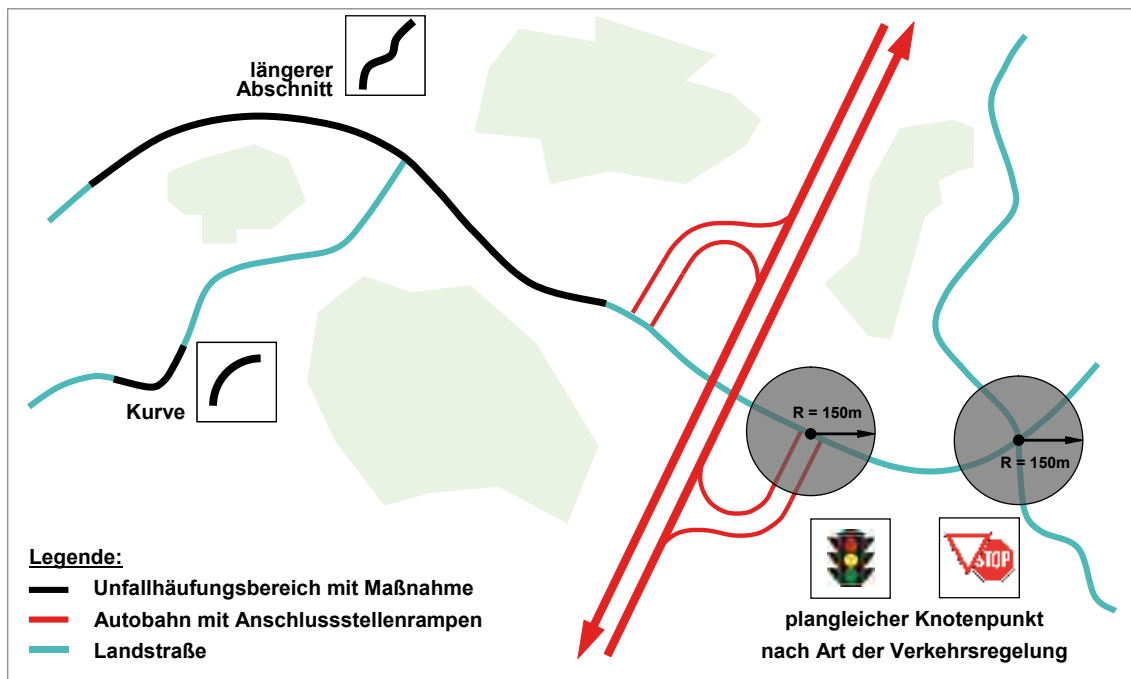 längerer
Abschnitt
R = 150m
R = 150m
Kurve
STOP
Legende:
Unfallhäufungsbereich mit Maßnahme
Autobahn mit Anschlussstellenrampen
Landstraße
plangleicher Knotenpunkt
nach Art der Verkehrsregelung